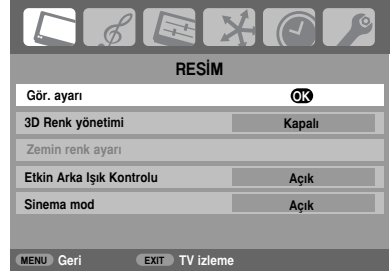 RESİM
Gör. ayarı OK
3D Renk yönetimi Kapalı
Zemin renk ayarı
Etkin Arka Işık Kontrolu Açık
Sinema mod Açık
MENU Geri EXIT TV izleme